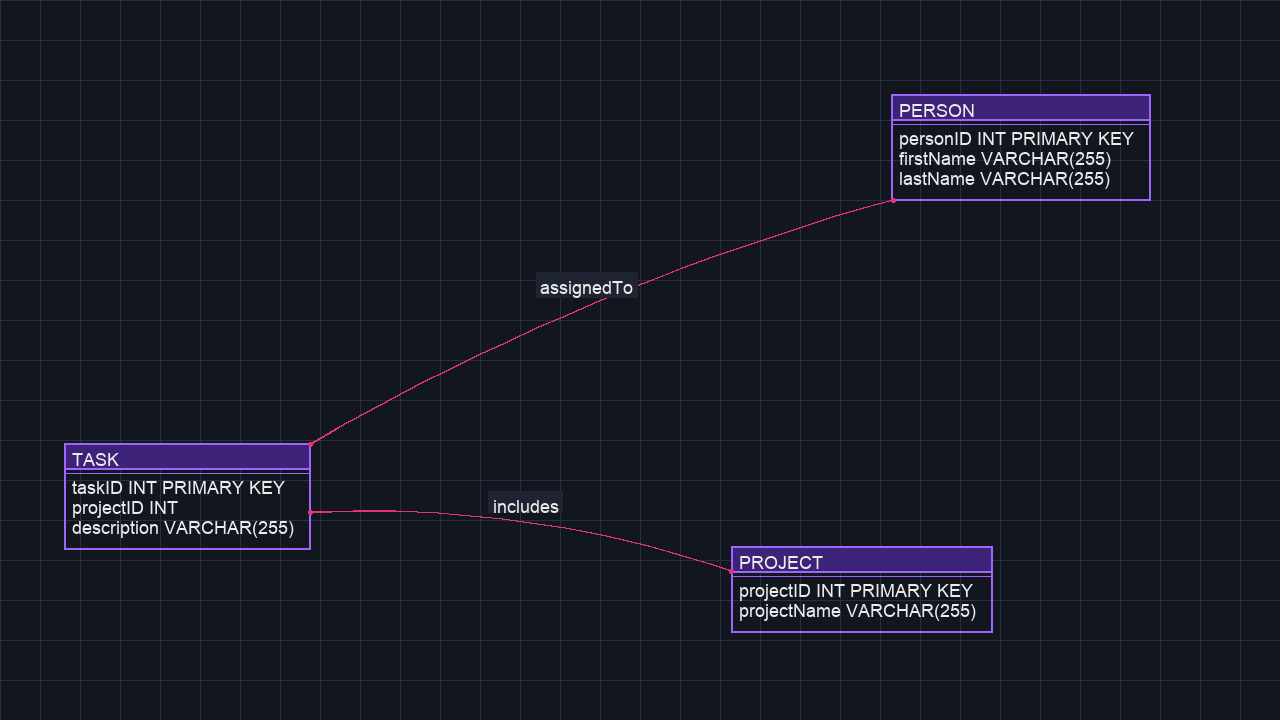 PERSON
personID INT PRIMARY KEY
firstName VARCHAR(255)
lastName VARCHAR(255)
assignedTo
TASK
taskID INT PRIMARY KEY
projectID INT
description VARCHAR(255)
includes
PROJECT
projectID INT PRIMARY KEY
projectName VARCHAR(255)